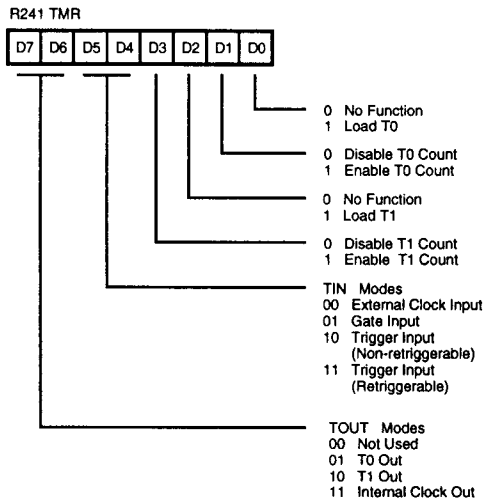 R241 TMR
D7 D6 D5 D4 D3 D2 D1 D0
0 No Function
1 Load T0
0 Disable T0 Count
1 Enable T0 Count
0 No Function
1 Load T1
0 Disable T1 Count
1 Enable T1 Count
TIN Modes
00 External Clock Input
01 Gate Input
10 Trigger Input
(Non-retriggerable)
11 Trigger Input
(Retriggerable)
TOUT Modes
00 Not Used
01 T0 Out
10 T1 Out
11 Internal Clock Out